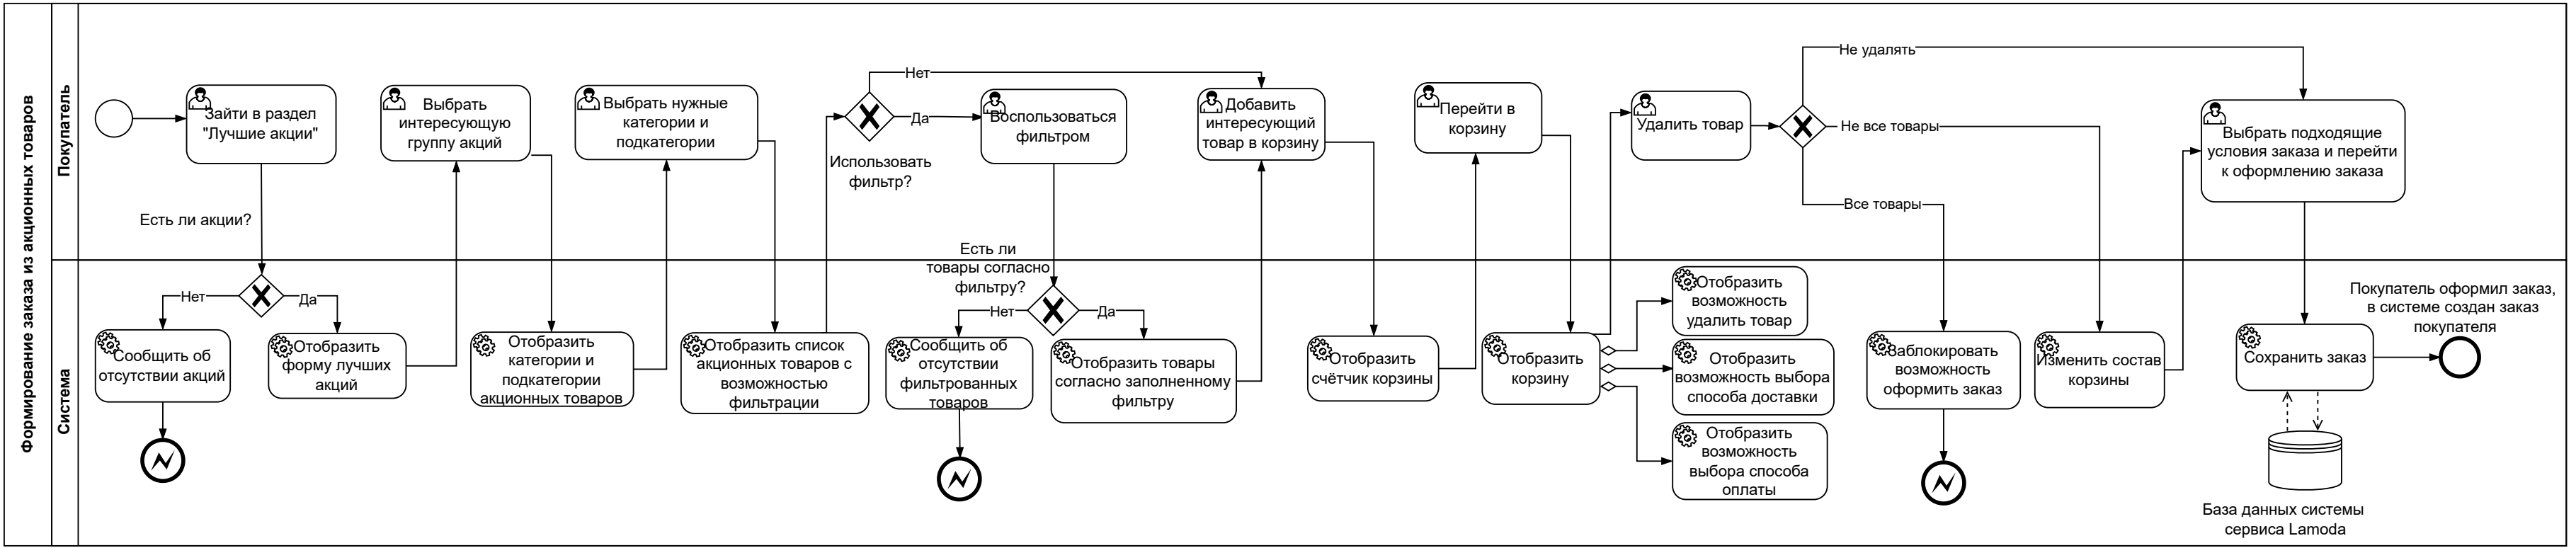 Формирование заказа из акционных товаров
Покупатель
Зайти в раздел
"Лучшие акции"
Есть ли акции?
Выбрать
интересующую
группу акций
Выбрать нужные
категории и
подкатегории
Нет
Да
Использовать
фильтр?
Воспользоваться
фильтром
Добавить
интересующий
товар в корзину
Перейти в
корзину
Удалить товар
Не удалять
Не все товары
Все товары
Выбрать подходящие
условия заказа и перейти
к оформлению заказа
Система
Нет
Да
Сообщить об
отсутствии акций
Отобразить
форму лучших
акций
Отобразить
категории и
подкатегории
акционных товаров
Отобразить список
акционных товаров с
возможностью
фильтрации
Есть ли
товары согласно
фильтру?
Нет
Да
Сообщить об
отсутствии
фильтрованных
товаров
Отобразить товары
согласно заполненному
фильтру
Отобразить
счётчик корзины
Отобразить
корзину
Отобразить
возможность
удалить товар
Отобразить
возможность выбора
способа доставки
Отобразить
возможность
выбора способа
оплаты
Заблокировать
возможность
оформить заказ
Изменить состав
корзины
Сохранить заказ
Покупатель оформил заказ,
в системе создан заказ
покупателя
База данных системы
сервиса Lamoda